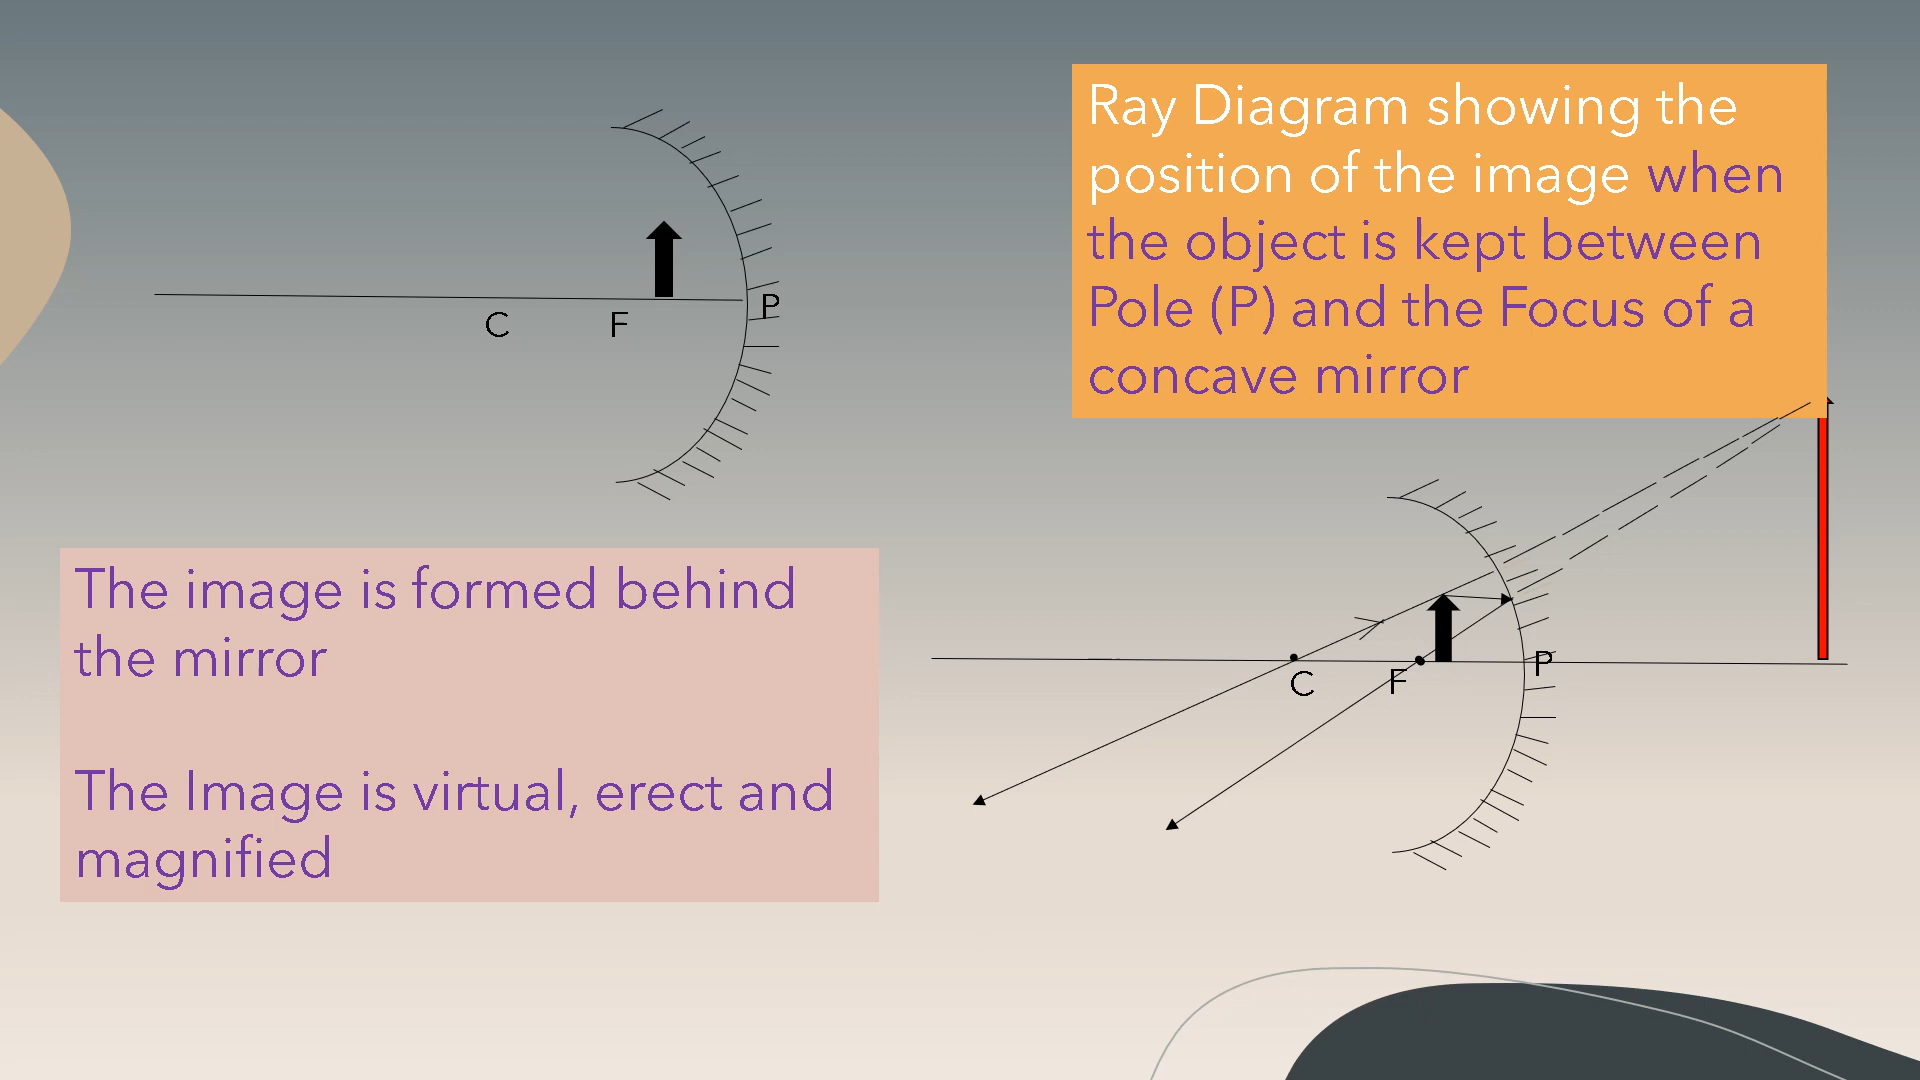 Ray Diagram showing the
position of the image when
the object is kept between
Pole (P) and the Focus of a
concave mirror
C
F
P
The image is formed behind
the mirror
The Image is virtual, erect and
magnified
C
F
P